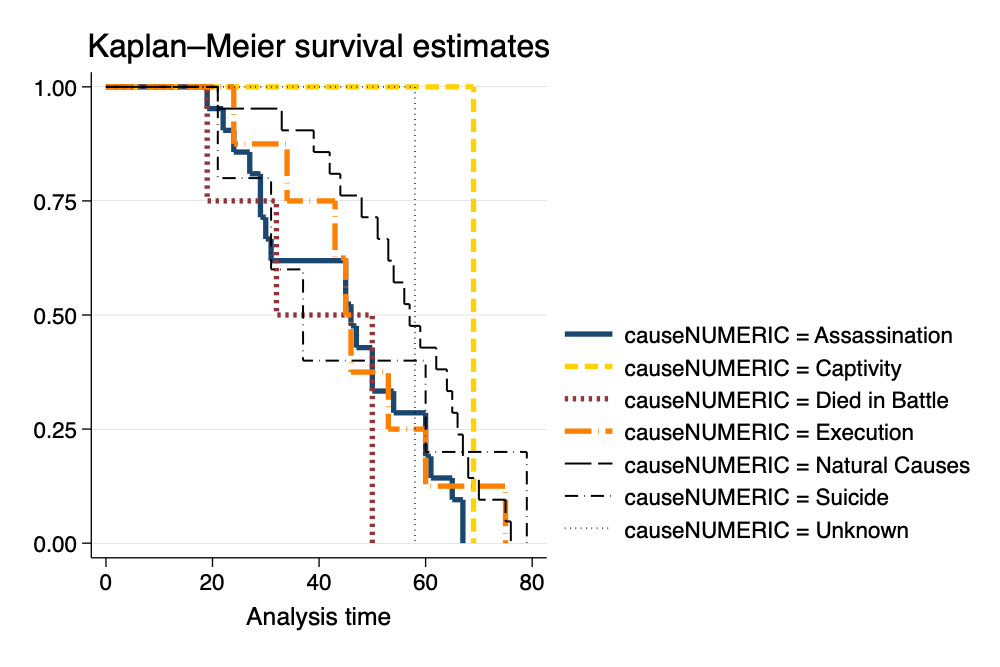 Kaplan–Meier survival estimates
1.00
0.75
0.50
0.25
0.00
0 20 40 60 80
Analysis time
causeNUMERIC = Assassination
causeNUMERIC = Captivity
causeNUMERIC = Died in Battle
causeNUMERIC = Execution
causeNUMERIC = Natural Causes
causeNUMERIC = Suicide
causeNUMERIC = Unknown